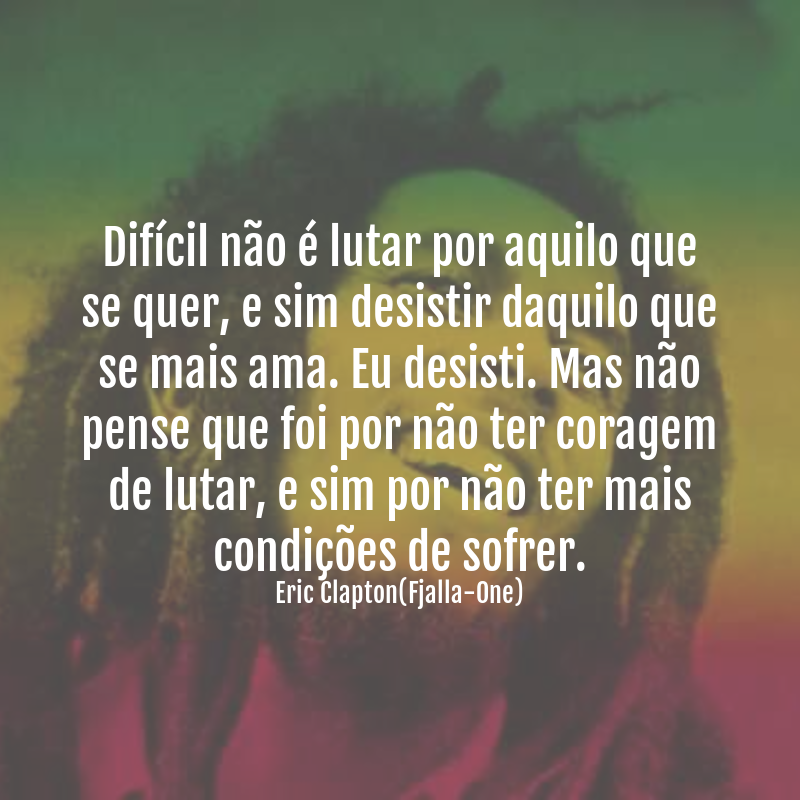 Difícil não é lutar por aquilo que
se quer, e sim desistir daquilo que
se mais ama. Eu desisti. Mas não
pense que foi por não ter coragem
de lutar, e sim por não ter mais
condições de sofrer.
Eric Clapton(Fjalla-One)